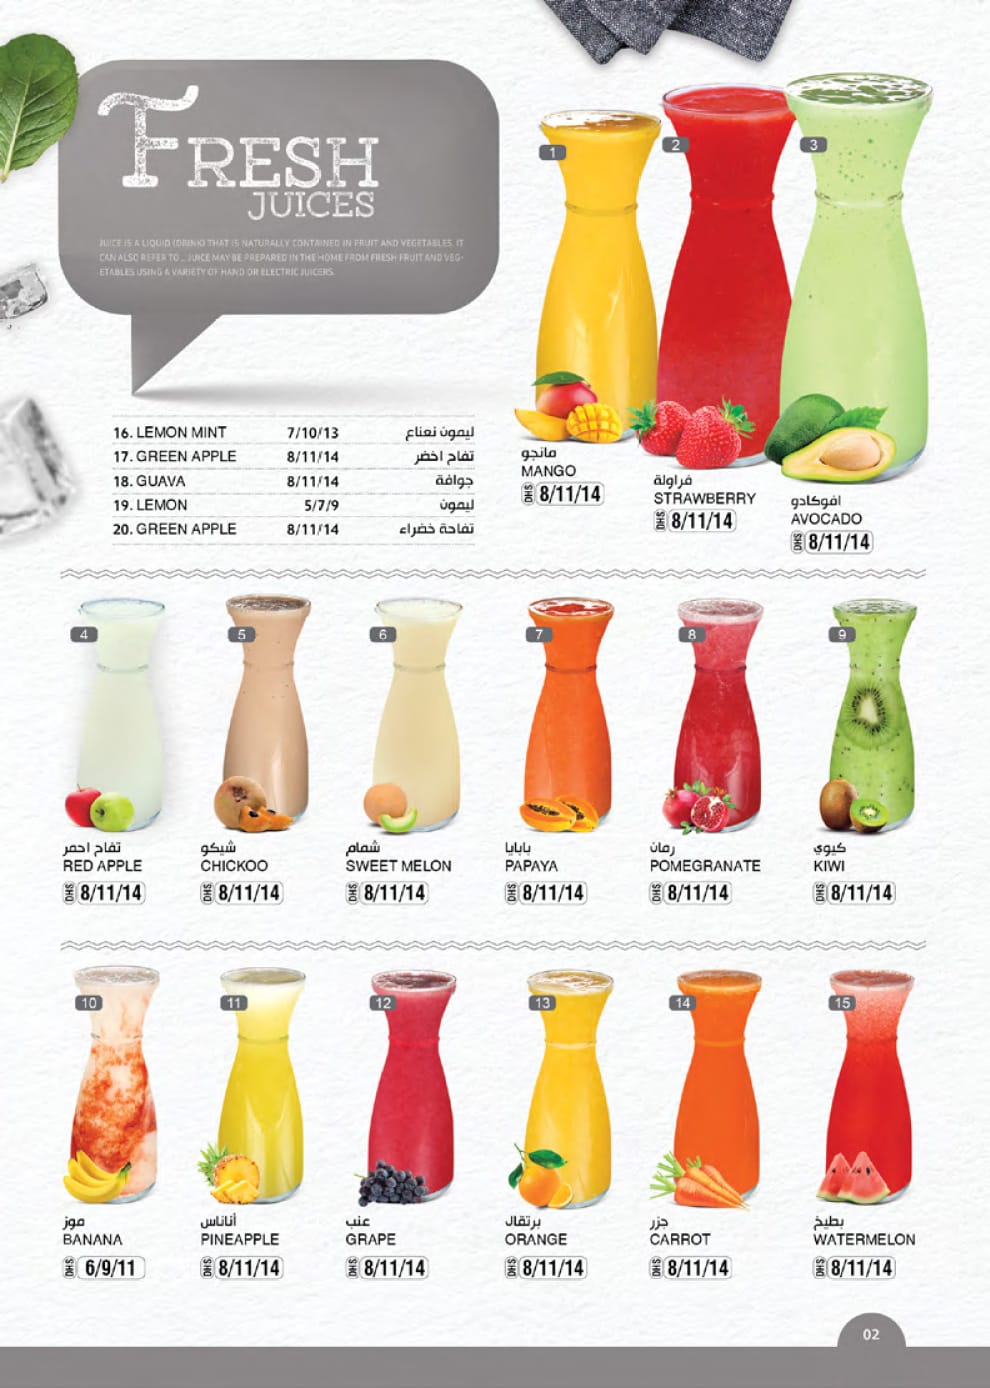 FRESH
JUICES
JUICE IS A LIQUID (DRINK) THAT IS NATURALLY CONTAINED IN FRUIT AND VEGETABLES. IT
CAN ALSO REFER TO .. JUICE MAY BE PREPARED IN THE HOME FROM FRESH FRUIT AND VEG-
ETABLES USING A VARIETY OF HAND OR ELECTRIC JUICERS.
1
2
3
مانجو
MANGO
DHS 8/11/14
فراولة
STRAWBERRY
DHS 8/11/14
افوكادو
AVOCADO
DHS 8/11/14
16. LEMON MINT 7/10/13 ليمون نعناع
17. GREEN APPLE 8/11/14 تفاح اخضر
18. GUAVA 8/11/14 جوافة
19. LEMON 5/7/9 ليمون
20. GREEN APPLE 8/11/14 تفاحة خضراء
4
تفاح احمر
RED APPLE
DHS 8/11/14
5
شيكو
CHICKOO
DHS 8/11/14
6
شمام
SWEET MELON
DHS 8/11/14
7
بابايا
PAPAYA
DHS 8/11/14
8
رمان
POMEGRANATE
DHS 8/11/14
9
كيوي
KIWI
DHS 8/11/14
10
موز
BANANA
DHS 6/9/11
11
أناناس
PINEAPPLE
DHS 8/11/14
12
عنب
GRAPE
DHS 8/11/14
13
برتقال
ORANGE
DHS 8/11/14
14
جزر
CARROT
DHS 8/11/14
15
بطيخ
WATERMELON
DHS 8/11/14
02